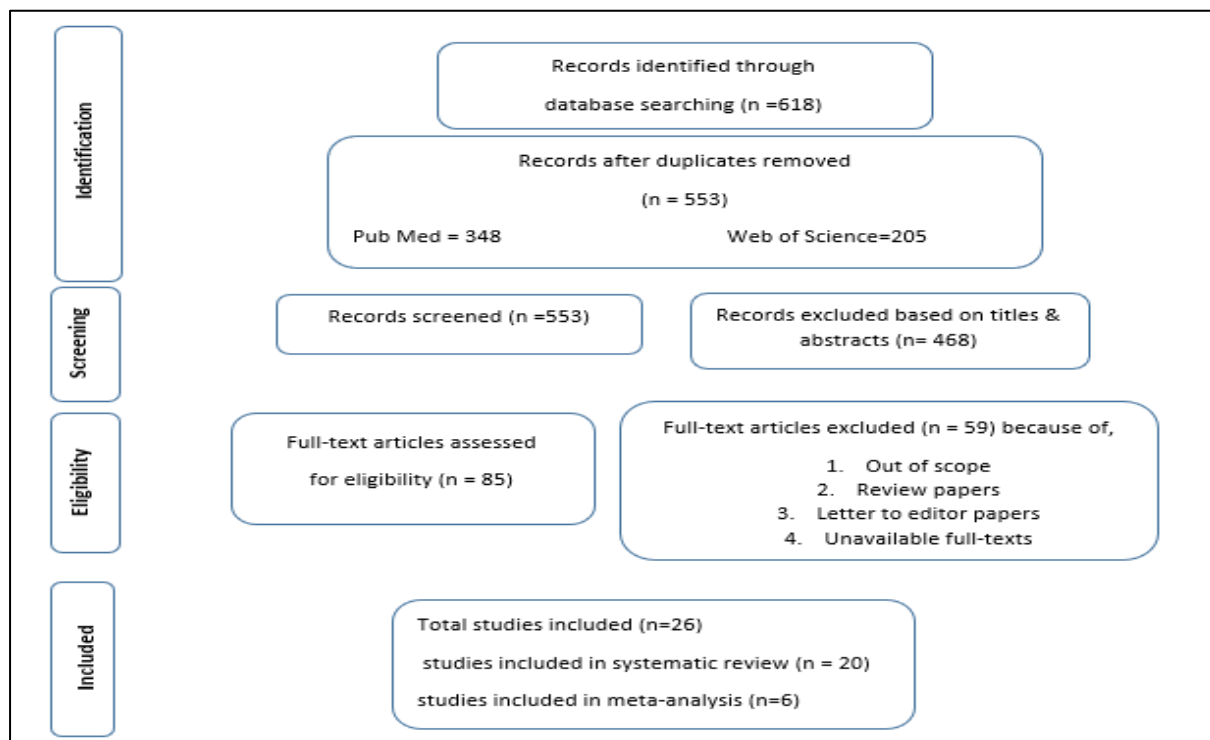 Identification
Records identified through
database searching (n =618)
Records after duplicates removed
(n = 553)
Pub Med = 348 Web of Science=205
Screening
Records screened (n =553)
Records excluded based on titles &
abstracts (n= 468)
Eligibility
Full-text articles assessed
for eligibility (n = 85)
Full-text articles excluded (n = 59) because of,
1. Out of scope
2. Review papers
3. Letter to editor papers
4. Unavailable full-texts
Included
Total studies included (n=26)
studies included in systematic review (n = 20)
studies included in meta-analysis (n=6)